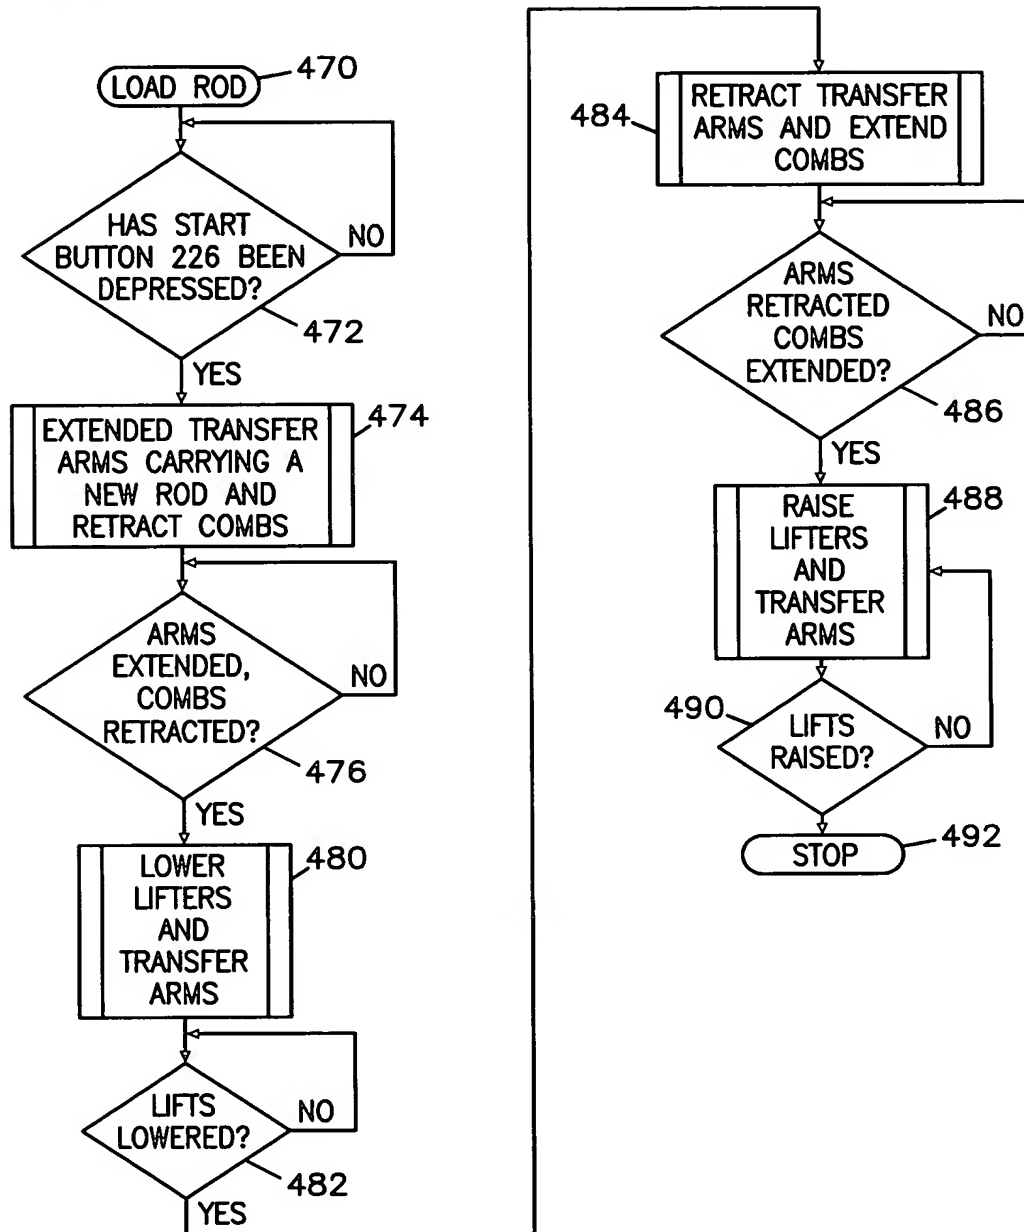 LOAD ROD
470
HAS START
BUTTON 226 BEEN
DEPRESSED?
NO
472
YES
EXTENDED TRANSFER
ARMS CARRYING A
NEW ROD AND
RETRACT COMBS
474
ARMS
EXTENDED,
COMBS
RETRACTED?
NO
476
YES
LOWER
LIFTERS
AND
TRANSFER
ARMS
480
LIFTS
LOWERED?
NO
482
YES
484
RETRACT TRANSFER
ARMS AND EXTEND
COMBS
ARMS
RETRACTED
COMBS
EXTENDED?
NO
486
YES
RAISE
LIFTERS
AND
TRANSFER
ARMS
488
490
LIFTS
RAISED?
NO
STOP
492